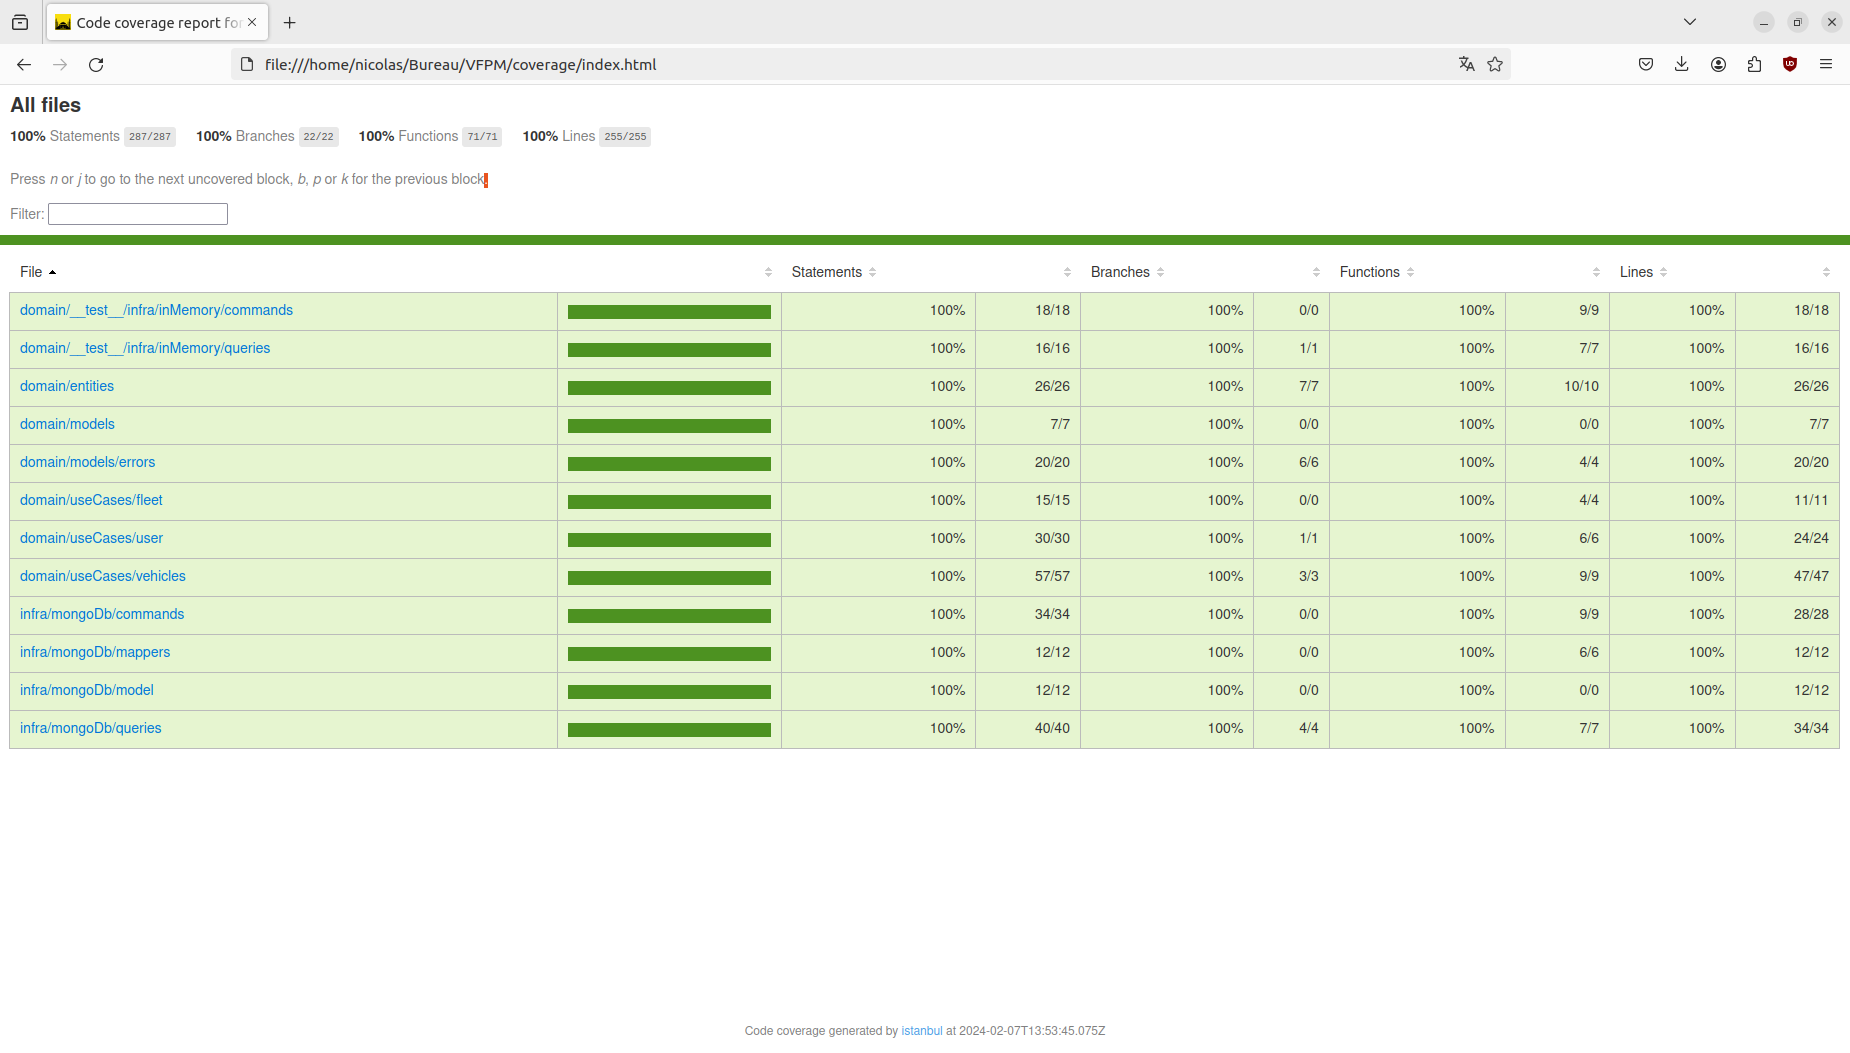 Code coverage report for
file:///home/nicolas/Bureau/VFPM/coverage/index.html
All files
100% Statements 287/287 100% Branches 22/22 100% Functions 71/71 100% Lines 255/255
Press n or j to go to the next uncovered block, b, p or k for the previous block.
Filter:
File Statements Branches Functions Lines
domain/__test__/infra/inMemory/commands 100% 18/18 100% 0/0 100% 9/9 100% 18/18
domain/__test__/infra/inMemory/queries 100% 16/16 100% 1/1 100% 7/7 100% 16/16
domain/entities 100% 26/26 100% 7/7 100% 10/10 100% 26/26
domain/models 100% 7/7 100% 0/0 100% 0/0 100% 7/7
domain/models/errors 100% 20/20 100% 6/6 100% 4/4 100% 20/20
domain/useCases/fleet 100% 15/15 100% 0/0 100% 4/4 100% 11/11
domain/useCases/user 100% 30/30 100% 1/1 100% 6/6 100% 24/24
domain/useCases/vehicles 100% 57/57 100% 3/3 100% 9/9 100% 47/47
infra/mongoDb/commands 100% 34/34 100% 0/0 100% 9/9 100% 28/28
infra/mongoDb/mappers 100% 12/12 100% 0/0 100% 6/6 100% 12/12
infra/mongoDb/model 100% 12/12 100% 0/0 100% 0/0 100% 12/12
infra/mongoDb/queries 100% 40/40 100% 4/4 100% 7/7 100% 34/34
Code coverage generated by istanbul at 2024-02-07T13:53:45.075Z